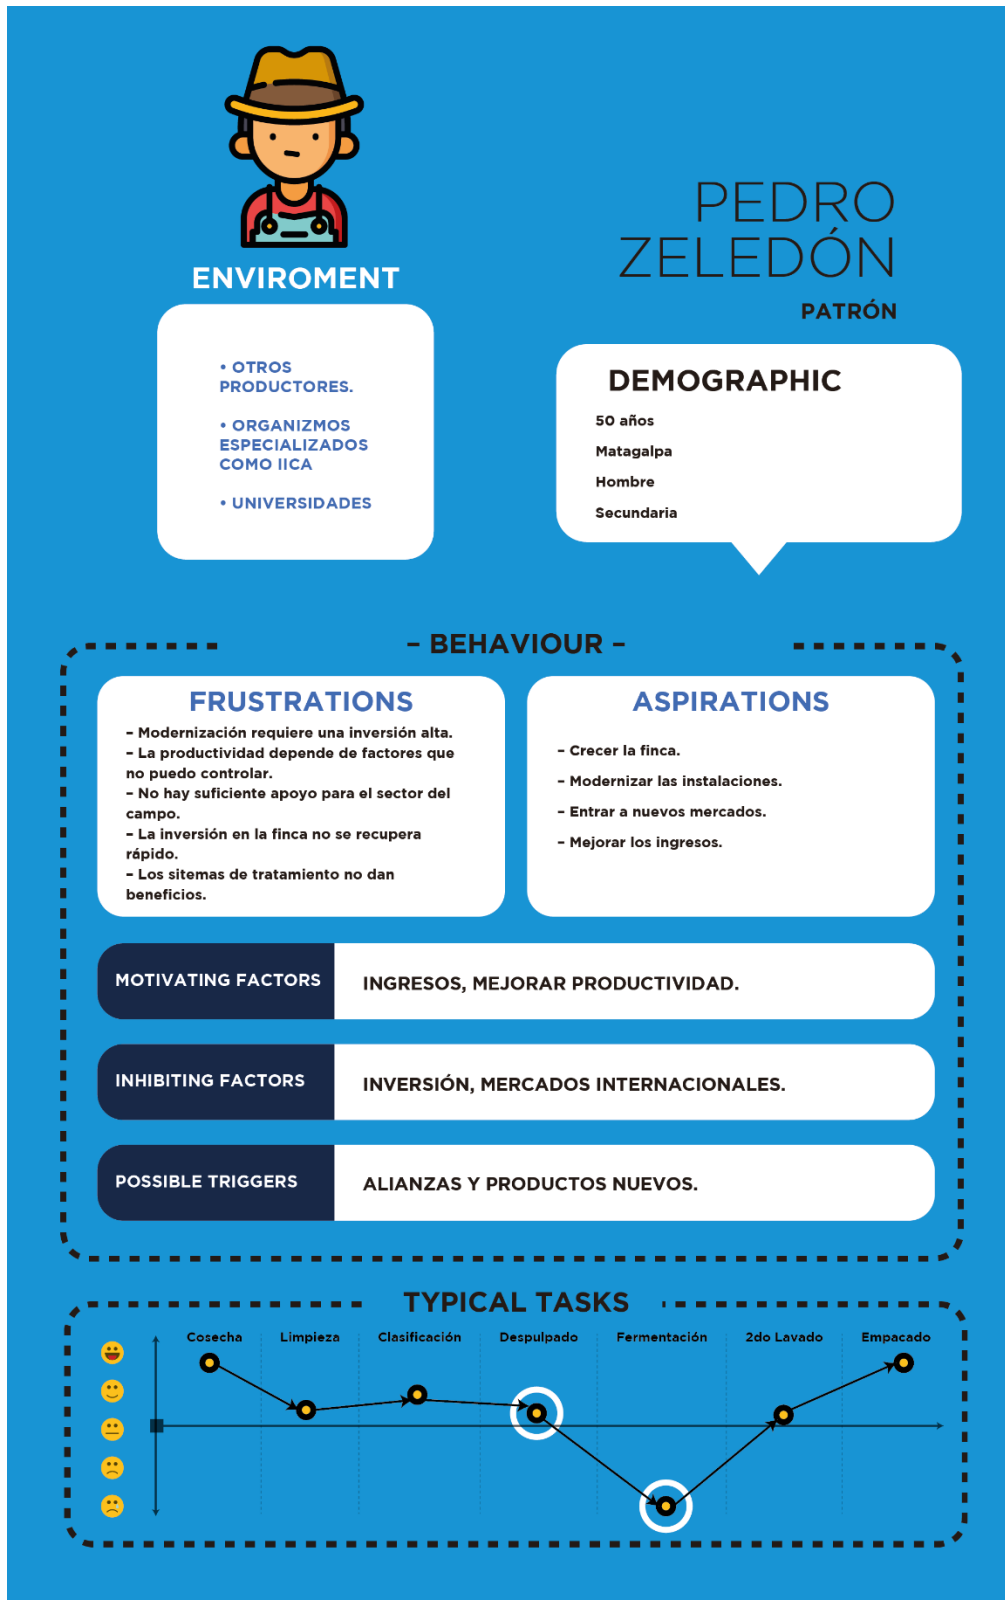 PEDRO
ZELEDÓN
PATRÓN
ENVIROMENT
• OTROS
PRODUCTORES.
• ORGANIZMOS
ESPECIALIZADOS
COMO IICA
• UNIVERSIDADES
DEMOGRAPHIC
50 años
Matagalpa
Hombre
Secundaria
– BEHAVIOUR –
FRUSTRATIONS
– Modernización requiere una inversión alta.
– La productividad depende de factores que
no puedo controlar.
– No hay suficiente apoyo para el sector del
campo.
– La inversión en la finca no se recupera
rápido.
– Los sitemas de tratamiento no dan
beneficios.
ASPIRATIONS
– Crecer la finca.
– Modernizar las instalaciones.
– Entrar a nuevos mercados.
– Mejorar los ingresos.
MOTIVATING FACTORS
INGRESOS, MEJORAR PRODUCTIVIDAD.
INHIBITING FACTORS
INVERSIÓN, MERCADOS INTERNACIONALES.
POSSIBLE TRIGGERS
ALIANZAS Y PRODUCTOS NUEVOS.
TYPICAL TASKS
Cosecha Limpieza Clasificación Despulpado Fermentación 2do Lavado Empacado